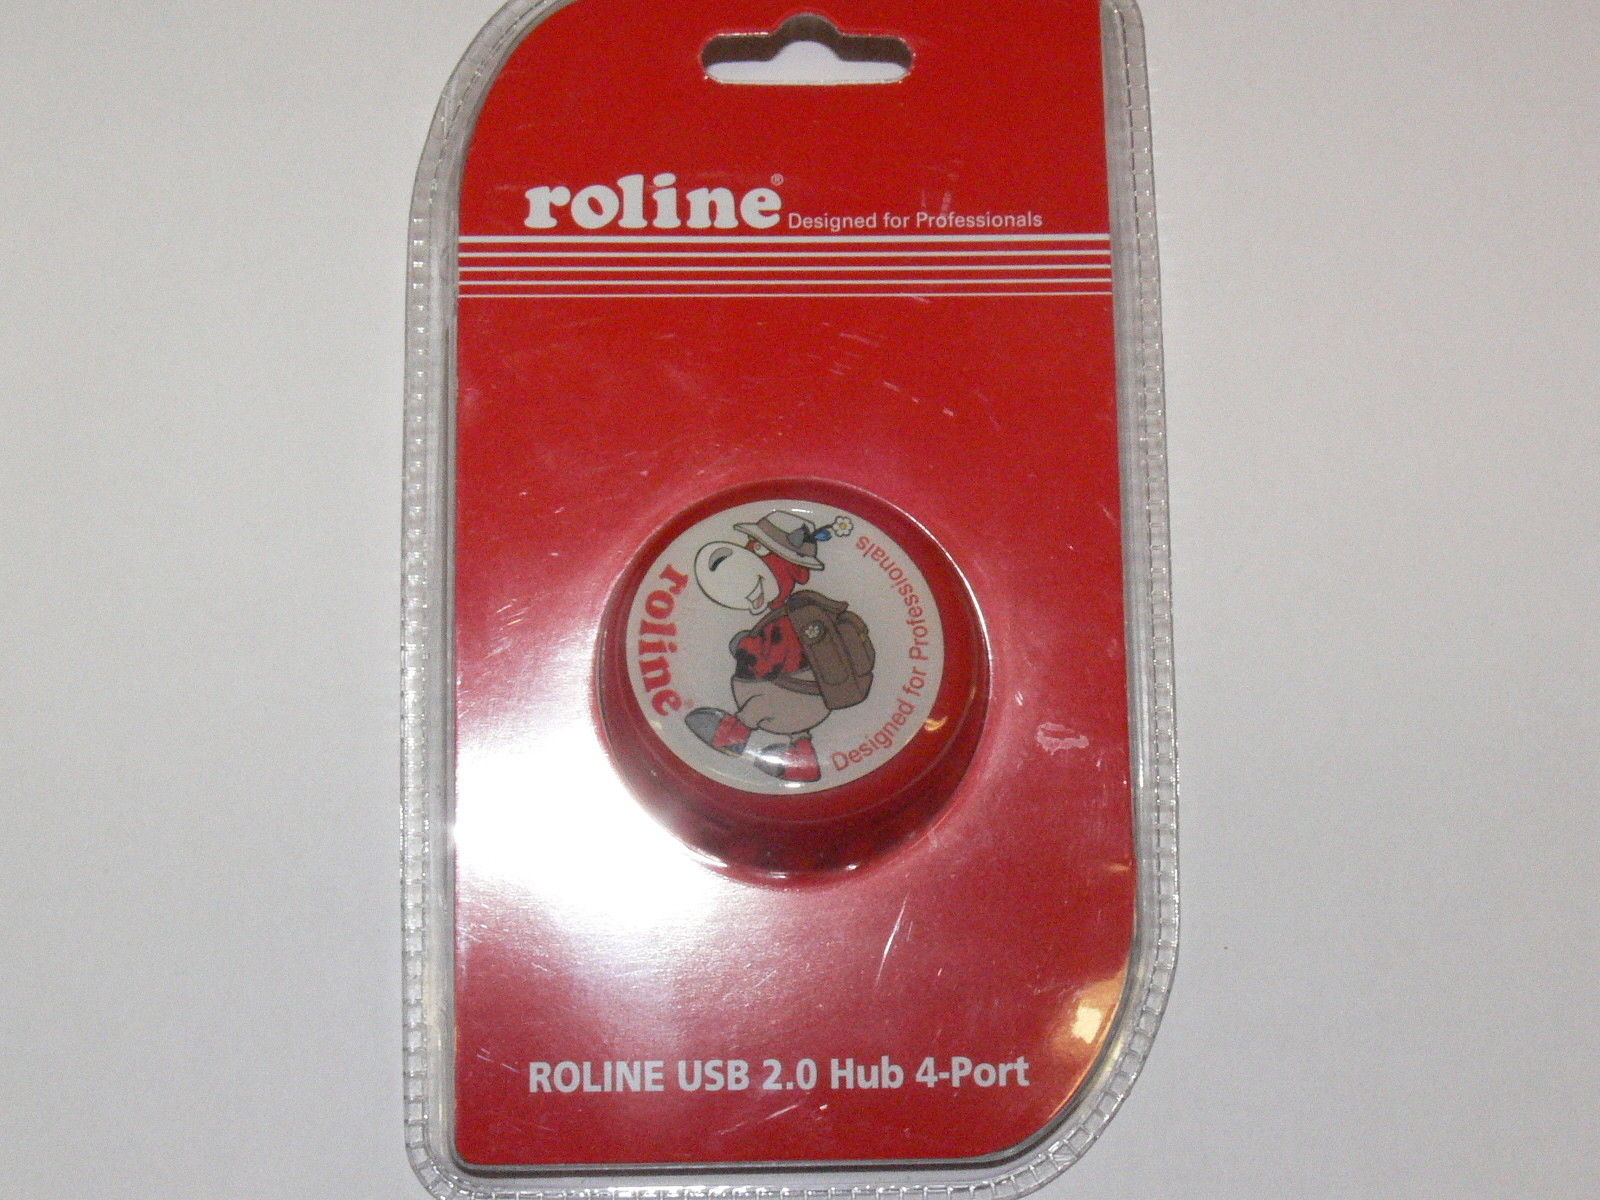 roline® Designed for Professionals
roline®
Designed for Professionals
ROLINE USB 2.0 Hub 4-Port